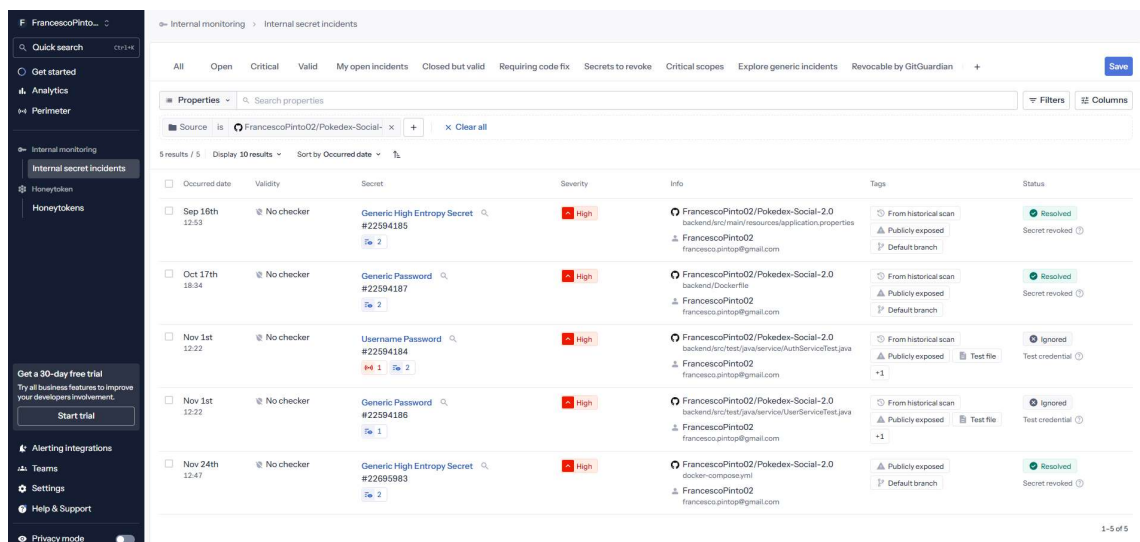 F FrancescoPinto...
Quick search Ctrl+K
Get started
Analytics
Perimeter
Internal monitoring
Internal secret incidents
Honeytoken
Honeytokens
Get a 30-day free trial
Try all business features to improve
your developers involvement.
Start trial
Alerting integrations
Teams
Settings
Help & Support
Privacy mode
Internal monitoring > Internal secret incidents
All Open Critical Valid My open incidents Closed but valid Requiring code fix Secrets to revoke Critical scopes Explore generic incidents Revocable by GitGuardian + Save
Properties Search properties Filters Columns
Source is FrancescoPinto02/Pokedex-Social- × + × Clear all
5 results / 5 Display 10 results Sort by Occurred date
Occurred date Validity Secret Severity Info Tags Status
Sep 16th No checker Generic High Entropy Secret High FrancescoPinto02/Pokedex-Social-2.0 From historical scan Resolved
12:53 #22594185 backend/src/main/resources/application.properties Publicly exposed Secret revoked
2 FrancescoPinto02 Default branch
francesco.pintop@gmail.com
Oct 17th No checker Generic Password High FrancescoPinto02/Pokedex-Social-2.0 From historical scan Resolved
18:34 #22594187 backend/Dockerfile Publicly exposed Secret revoked
2 FrancescoPinto02 Default branch
francesco.pintop@gmail.com
Nov 1st No checker Username Password High FrancescoPinto02/Pokedex-Social-2.0 From historical scan Ignored
12:22 #22594184 backend/src/test/java/service/AuthServiceTest.java Publicly exposed Test file Test credential
1 2 FrancescoPinto02 +1
francesco.pintop@gmail.com
Nov 1st No checker Generic Password High FrancescoPinto02/Pokedex-Social-2.0 From historical scan Ignored
12:22 #22594186 backend/src/test/java/service/UserServiceTest.java Publicly exposed Test file Test credential
1 FrancescoPinto02 +1
francesco.pintop@gmail.com
Nov 24th No checker Generic High Entropy Secret High FrancescoPinto02/Pokedex-Social-2.0 Publicly exposed Resolved
12:47 #22695983 docker-compose.yml Default branch Secret revoked
2 FrancescoPinto02
francesco.pintop@gmail.com
1–5 of 5